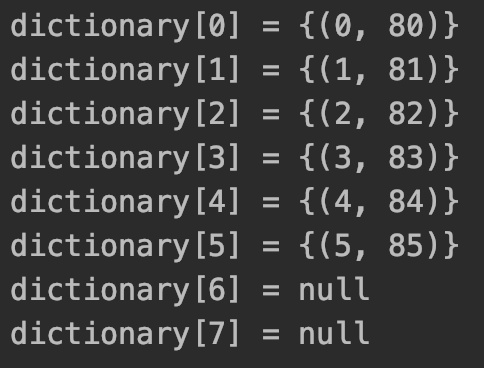 dictionary[0] = {(0, 80)}
dictionary[1] = {(1, 81)}
dictionary[2] = {(2, 82)}
dictionary[3] = {(3, 83)}
dictionary[4] = {(4, 84)}
dictionary[5] = {(5, 85)}
dictionary[6] = null
dictionary[7] = null